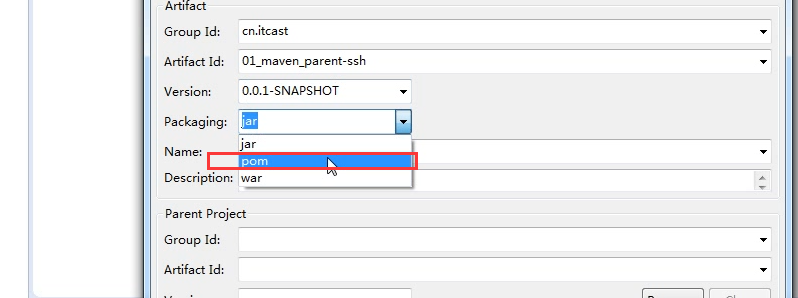 Artifact
Group Id: cn.itcast
Artifact Id: 01_maven_parent-ssh
Version: 0.0.1-SNAPSHOT
Packaging: jar
jar
Name:
pom
Description: war
Parent Project
Group Id:
Artifact Id: